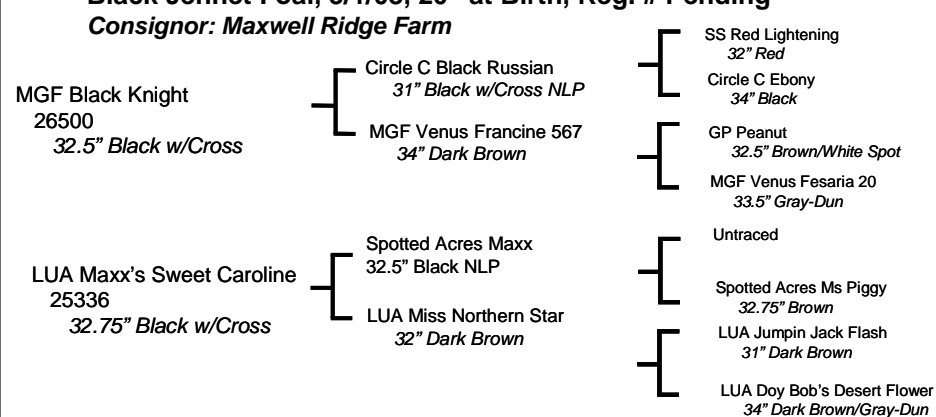 Black Jennet Foal, 20" at Birth, Reg. # Pending
Consignor: Maxwell Ridge Farm
SS Red Lightening
32” Red
Circle C Black Russian
31” Black w/Cross NLP
Circle C Ebony
34” Black
MGF Black Knight
26500
32.5” Black w/Cross
MGF Venus Francine 567
34” Dark Brown
GP Peanut
32.5” Brown/White Spot
MGF Venus Fesaria 20
33.5” Gray-Dun
Untraced
Spotted Acres Maxx
32.5” Black NLP
LUA Maxx’s Sweet Caroline
25336
32.75” Black w/Cross
Spotted Acres Ms Piggy
32.75” Brown
LUA Miss Northern Star
32” Dark Brown
LUA Jumpin Jack Flash
31” Dark Brown
LUA Doy Bob’s Desert Flower
34” Dark Brown/Gray-Dun